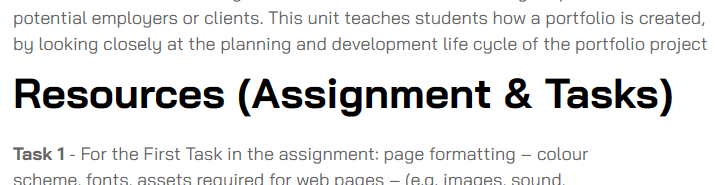 potential employers or clients. This unit teaches students how a portfolio is created,
by looking closely at the planning and development life cycle of the portfolio project
Resources (Assignment & Tasks)
Task 1 - For the First Task in the assignment: page formatting – colour
scheme, fonts, assets required for web pages – (e.g. images, sound,